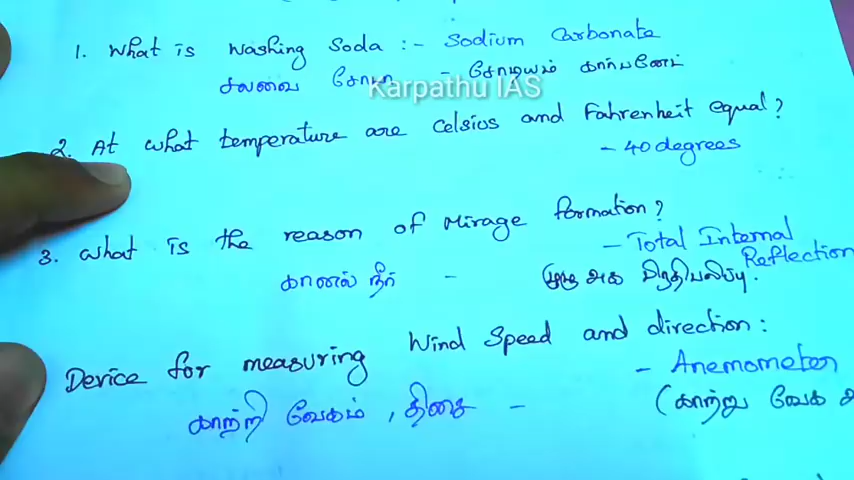 1. What is Washing Soda :- Sodium Carbonate
சலவை சோடா - சோடியம் கார்பனேட்
Karpathu IAS
2. At what temperature are Celsius and Fahrenheit equal?
- 40 degrees
3. What is the reason of Mirage formation?
- Total Internal
Reflection
கானல் நீர் - முழு அக பிரதிபலிப்பு.
Device for measuring Wind Speed and direction:
- Anemometer
காற்றி வேகம், திசை - (காற்று வேக